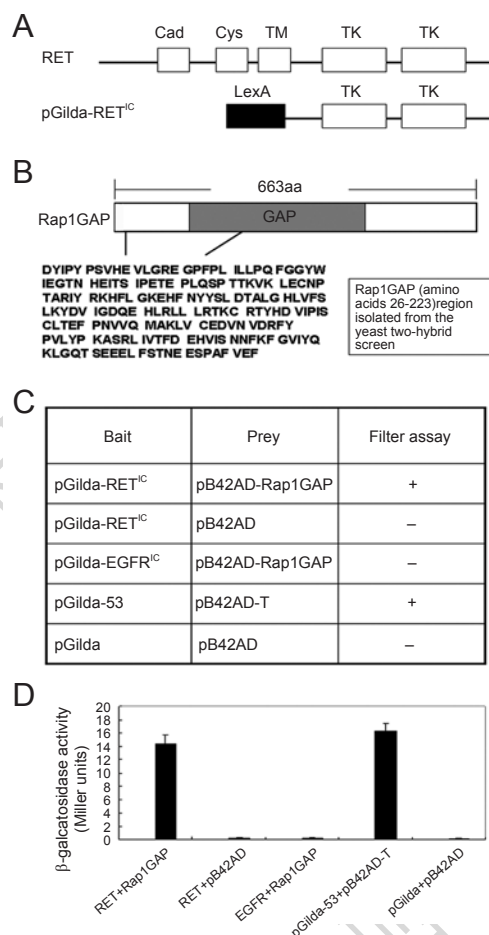 A
Cad Cys TM TK TK
RET
LexA TK TK
pGilda-RET^IC
B
663aa
Rap1GAP GAP
DYIPY PSVHE VLGRE GPFPL ILLPQ FGGYW
IEGTN HEITS IPETE PLQSP TTKVK LECNP
TARIY RKHFL GKEHF NYYSL DTALG HLVFS
LKYDV IGDQE HLRLL LRTKC RTYHD VIPIS
CLTEF PNVVQ MAKLV CEDVN VDRFY
PVLYP KASRL IVTFD EHVIS NNFKF GVIYQ
KLGQT SEEEL FSTNE ESPAF VEF
Rap1GAP (amino
acids 26-223)region
isolated from the
yeast two-hybrid
screen
C
Bait Prey Filter assay
pGilda-RET^IC pB42AD-Rap1GAP +
pGilda-RET^IC pB42AD –
pGilda-EGFR^IC pB42AD-Rap1GAP –
pGilda-53 pB42AD-T +
pGilda pB42AD –
D
β-galcatosidase activity
(Miller units)
20
18
16
14
12
10
8
6
4
2
0
RET+Rap1GAP
RET+pB42AD
EGFR+Rap1GAP
pGilda-53+pB42AD-T
pGilda+pB42AD